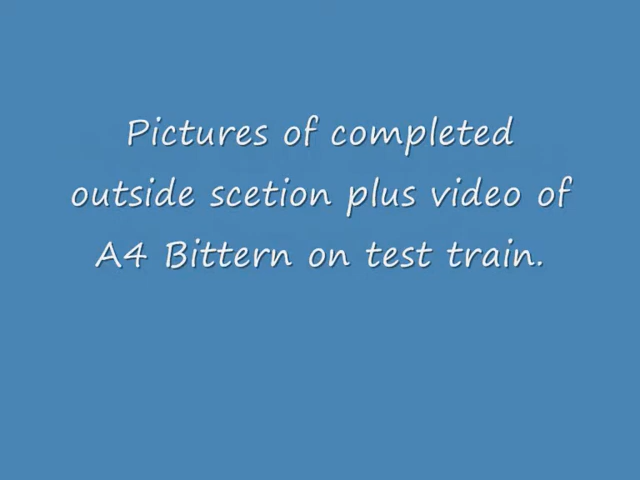 Pictures of completed
outside scetion plus video of
A4 Bittern on test train.